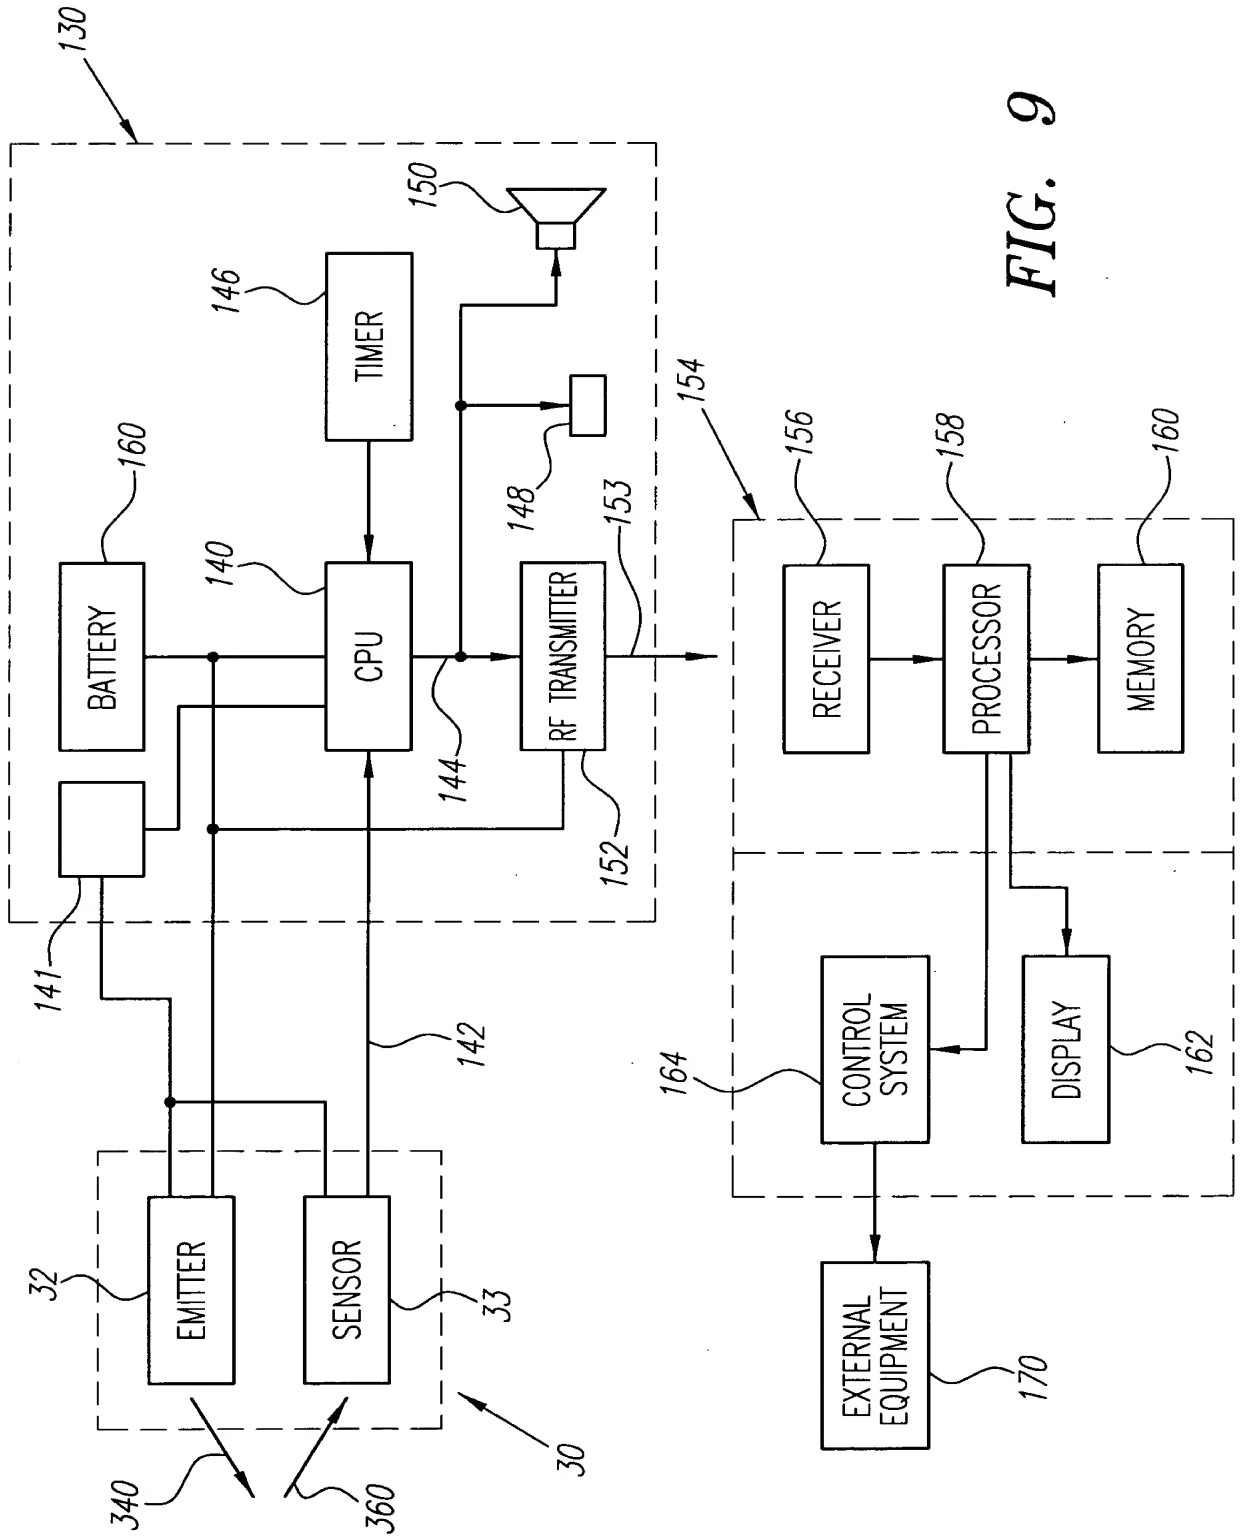 130
160
BATTERY
141
146
TIMER
140
CPU
150
148
144
RF TRANSMITTER
152
153
142
32
EMITTER
SENSOR
33
30
340
360
154
156
RECEIVER
158
PROCESSOR
160
MEMORY
164
CONTROL
SYSTEM
DISPLAY
162
EXTERNAL
EQUIPMENT
170
FIG. 9